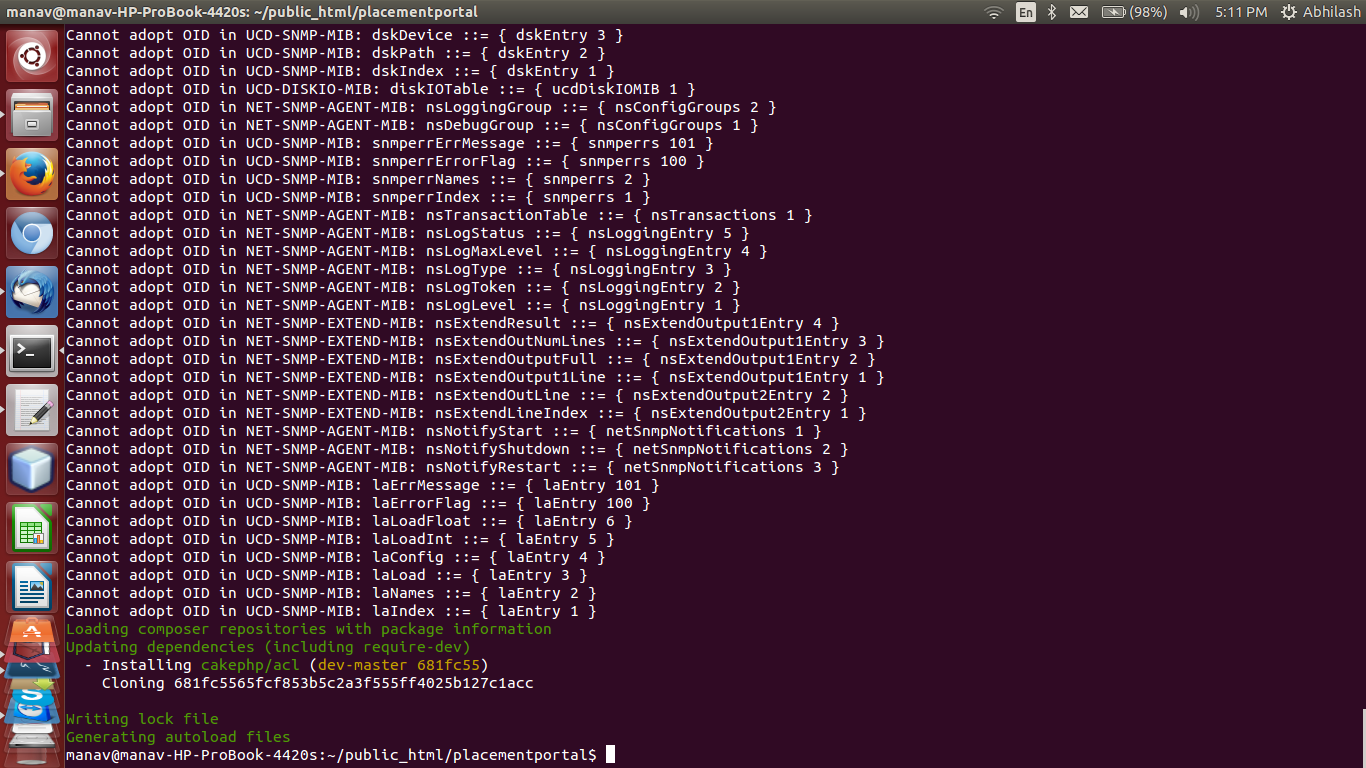 manav@manav-HP-ProBook-4420s: ~/public_html/placementportal
En
(98%)
5:11 PM
Abhilash
Cannot adopt OID in UCD-SNMP-MIB: dskDevice ::= { dskEntry 3 }
Cannot adopt OID in UCD-SNMP-MIB: dskPath ::= { dskEntry 2 }
Cannot adopt OID in UCD-SNMP-MIB: dskIndex ::= { dskEntry 1 }
Cannot adopt OID in UCD-DISKIO-MIB: diskIOTable ::= { ucdDiskIOMIB 1 }
Cannot adopt OID in NET-SNMP-AGENT-MIB: nsLoggingGroup ::= { nsConfigGroups 2 }
Cannot adopt OID in NET-SNMP-AGENT-MIB: nsDebugGroup ::= { nsConfigGroups 1 }
Cannot adopt OID in UCD-SNMP-MIB: snmperrErrMessage ::= { snmperrs 101 }
Cannot adopt OID in UCD-SNMP-MIB: snmperrErrorFlag ::= { snmperrs 100 }
Cannot adopt OID in UCD-SNMP-MIB: snmperrNames ::= { snmperrs 2 }
Cannot adopt OID in UCD-SNMP-MIB: snmperrIndex ::= { snmperrs 1 }
Cannot adopt OID in NET-SNMP-AGENT-MIB: nsTransactionTable ::= { nsTransactions 1 }
Cannot adopt OID in NET-SNMP-AGENT-MIB: nsLogStatus ::= { nsLoggingEntry 5 }
Cannot adopt OID in NET-SNMP-AGENT-MIB: nsLogMaxLevel ::= { nsLoggingEntry 4 }
Cannot adopt OID in NET-SNMP-AGENT-MIB: nsLogType ::= { nsLoggingEntry 3 }
Cannot adopt OID in NET-SNMP-AGENT-MIB: nsLogToken ::= { nsLoggingEntry 2 }
Cannot adopt OID in NET-SNMP-AGENT-MIB: nsLogLevel ::= { nsLoggingEntry 1 }
Cannot adopt OID in NET-SNMP-EXTEND-MIB: nsExtendResult ::= { nsExtendOutput1Entry 4 }
Cannot adopt OID in NET-SNMP-EXTEND-MIB: nsExtendOutNumLines ::= { nsExtendOutput1Entry 3 }
Cannot adopt OID in NET-SNMP-EXTEND-MIB: nsExtendOutputFull ::= { nsExtendOutput1Entry 2 }
Cannot adopt OID in NET-SNMP-EXTEND-MIB: nsExtendOutput1Line ::= { nsExtendOutput1Entry 1 }
Cannot adopt OID in NET-SNMP-EXTEND-MIB: nsExtendOutLine ::= { nsExtendOutput2Entry 2 }
Cannot adopt OID in NET-SNMP-EXTEND-MIB: nsExtendLineIndex ::= { nsExtendOutput2Entry 1 }
Cannot adopt OID in NET-SNMP-AGENT-MIB: nsNotifyStart ::= { netSnmpNotifications 1 }
Cannot adopt OID in NET-SNMP-AGENT-MIB: nsNotifyShutdown ::= { netSnmpNotifications 2 }
Cannot adopt OID in NET-SNMP-AGENT-MIB: nsNotifyRestart ::= { netSnmpNotifications 3 }
Cannot adopt OID in UCD-SNMP-MIB: laErrMessage ::= { laEntry 101 }
Cannot adopt OID in UCD-SNMP-MIB: laErrorFlag ::= { laEntry 100 }
Cannot adopt OID in UCD-SNMP-MIB: laLoadFloat ::= { laEntry 6 }
Cannot adopt OID in UCD-SNMP-MIB: laLoadInt ::= { laEntry 5 }
Cannot adopt OID in UCD-SNMP-MIB: laConfig ::= { laEntry 4 }
Cannot adopt OID in UCD-SNMP-MIB: laLoad ::= { laEntry 3 }
Cannot adopt OID in UCD-SNMP-MIB: laNames ::= { laEntry 2 }
Cannot adopt OID in UCD-SNMP-MIB: laIndex ::= { laEntry 1 }
Loading composer repositories with package information
Updating dependencies (including require-dev)
- Installing cakephp/acl (dev-master 681fc55)
Cloning 681fc5565fcf853b5c2a3f555ff4025b127c1acc
Writing lock file
Generating autoload files
manav@manav-HP-ProBook-4420s:~/public_html/placementportal$